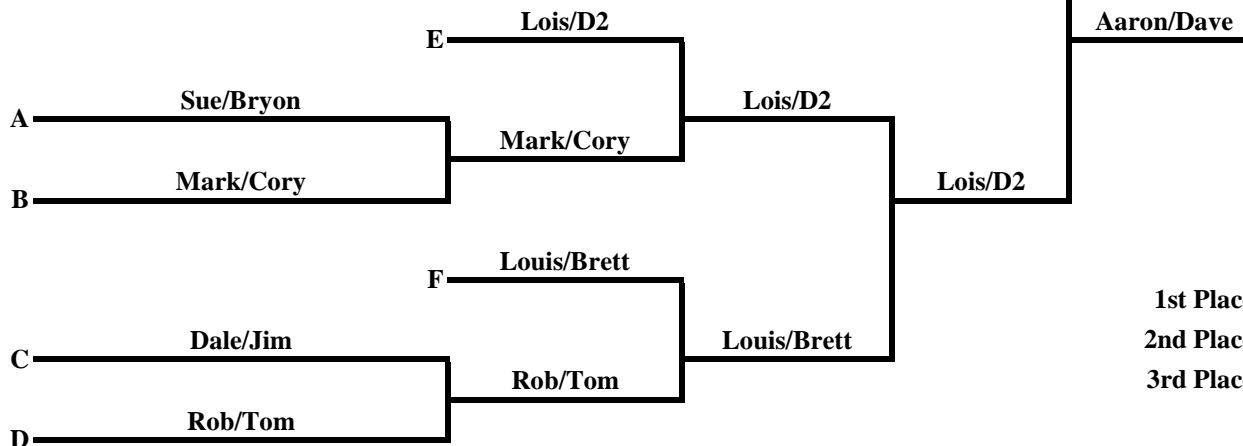 Lois/D2
Aaron/Dave
E
Sue/Bryon
Lois/D2
A
Mark/Cory
Mark/Cory
Lois/D2
B
Louis/Brett
F
1st Plac
Dale/Jim
Louis/Brett
2nd Plac
C
Rob/Tom
3rd Plac
Rob/Tom
D